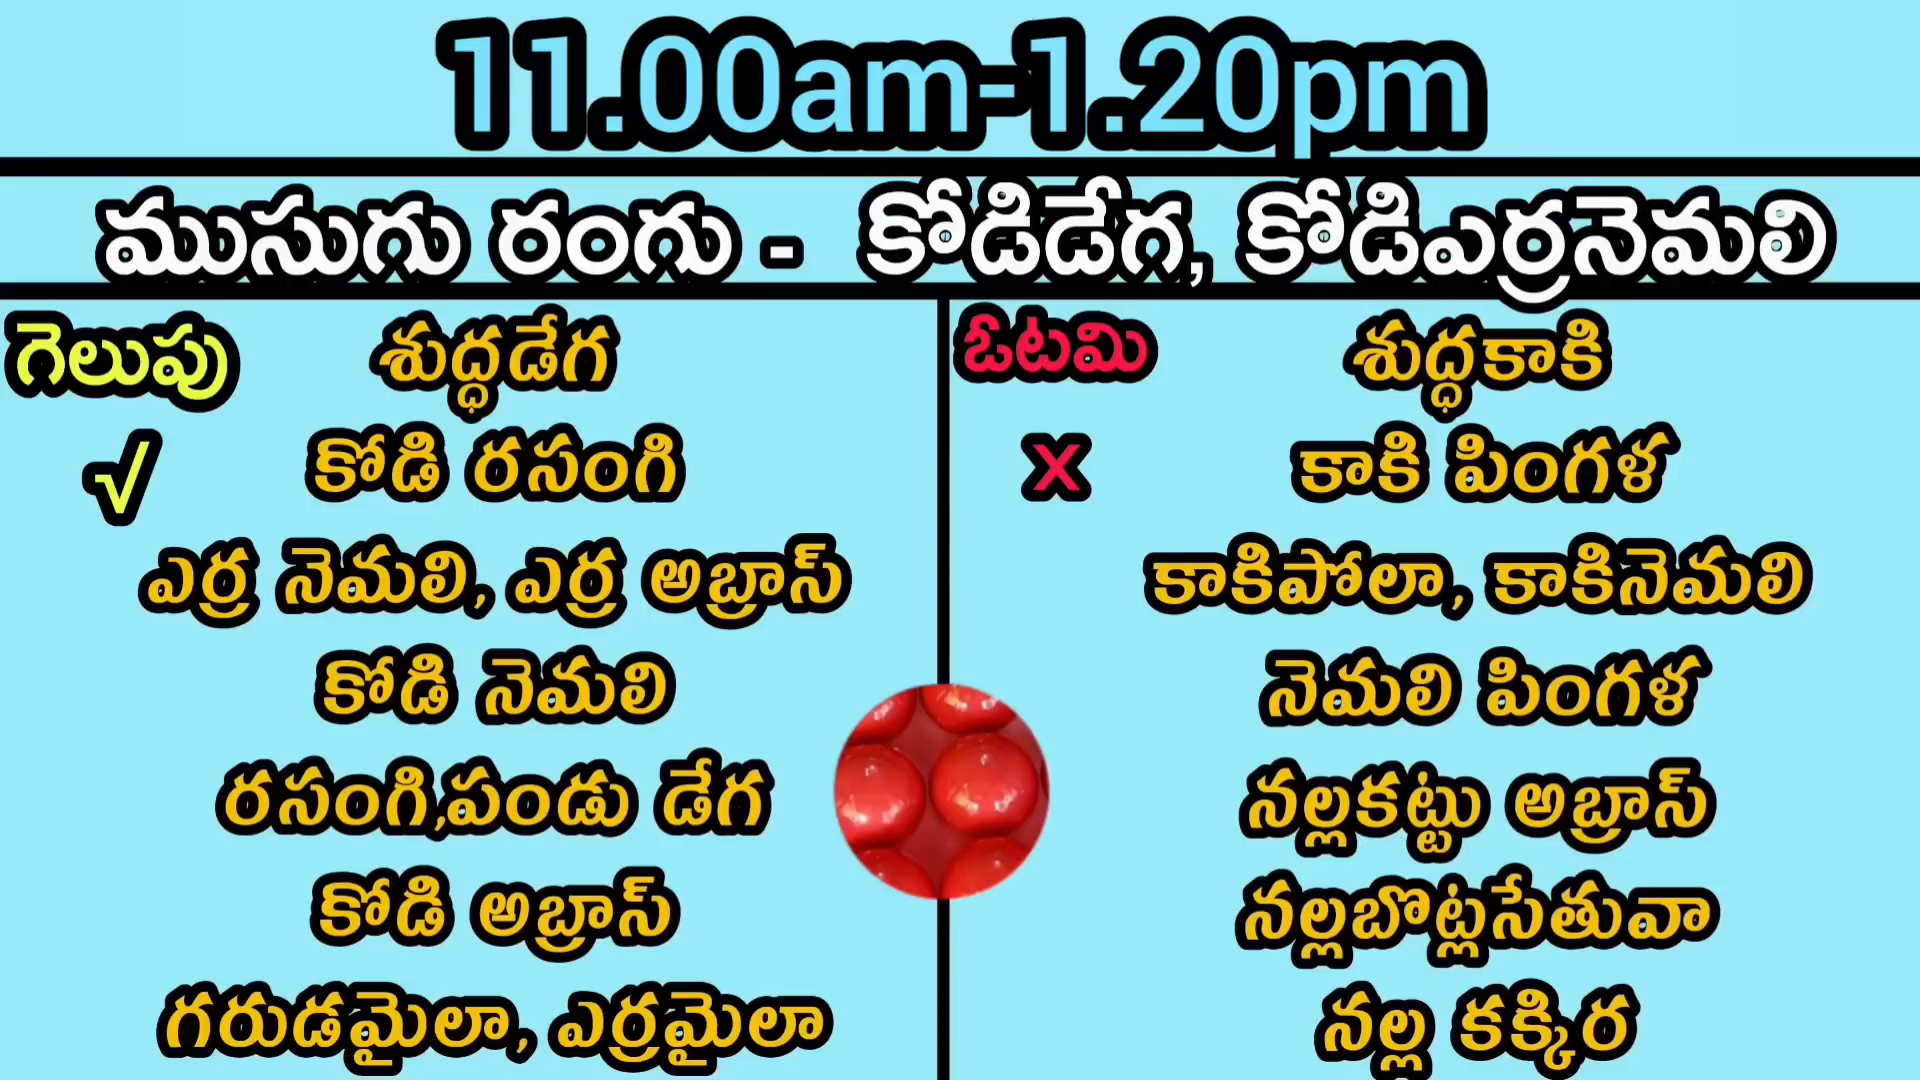 11.00am-1.20pm
ముసుగు రంగు - కోడిడేగ, కోడిఎర్రనెమలి
గెలుపు
√
శుద్ధడేగ
కోడి రసంగి
ఎర్ర నెమలి, ఎర్ర అబ్రాస్
కోడి నెమలి
రసంగి,పండు డేగ
కోడి అబ్రాస్
గరుడమైలా, ఎర్రమైలా
ఓటమి
x
శుద్ధకాకి
కాకి పింగళ
కాకిపోలా, కాకినెమలి
నెమలి పింగళ
నల్లకట్టు అబ్రాస్
నల్లబొట్లసేతువా
నల్ల కక్కిర